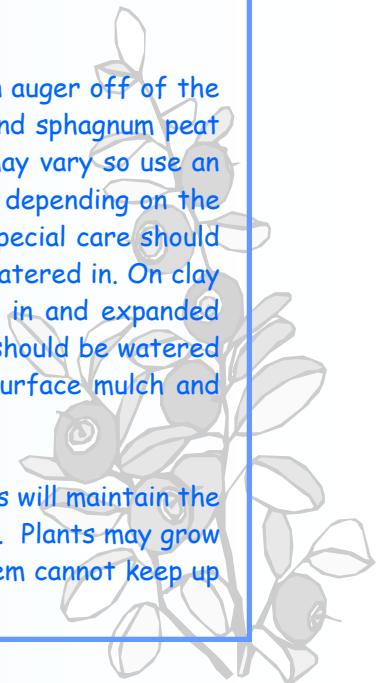 auger off of the
nd sphagnum peat
ay vary so use an
depending on the
pecial care should
atered in. On clay
in and expanded
should be watered
urface mulch and
s will maintain the
. Plants may grow
em cannot keep up